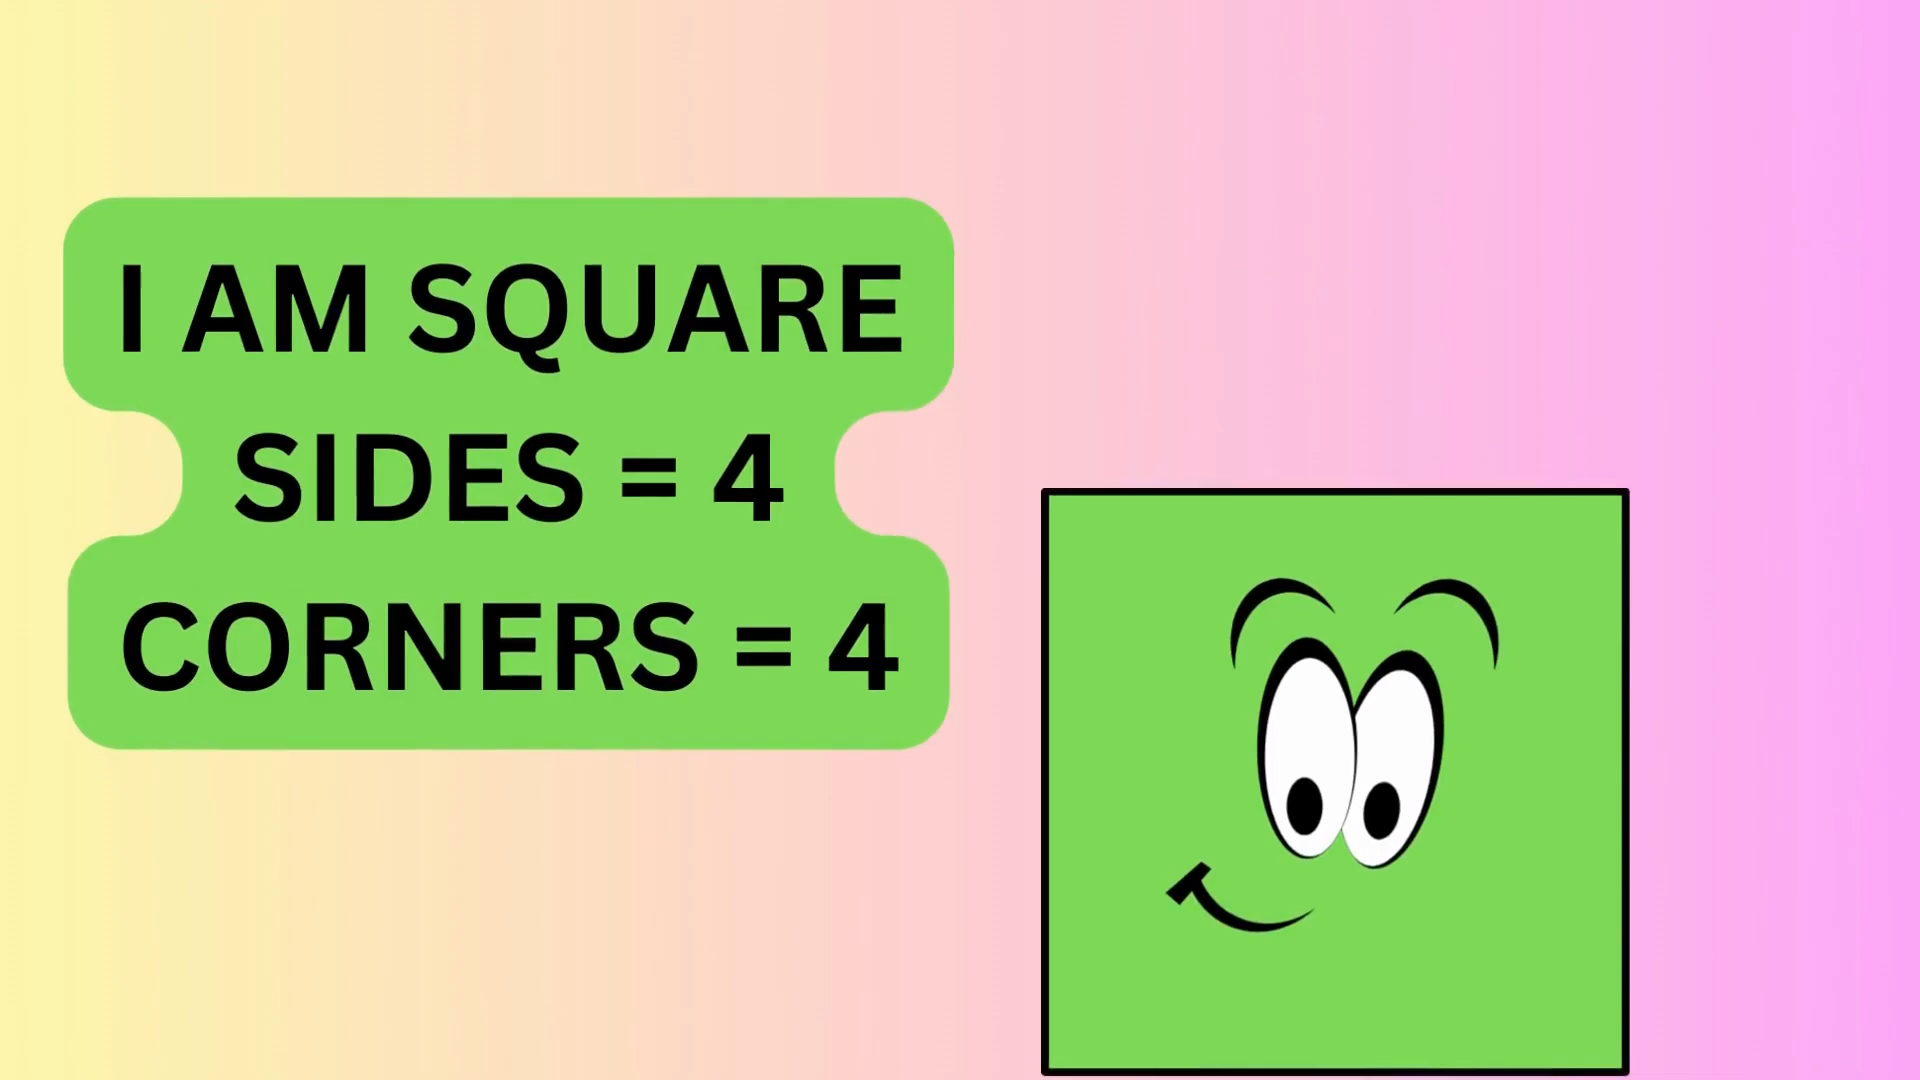 I AM SQUARE
SIDES = 4
CORNERS = 4